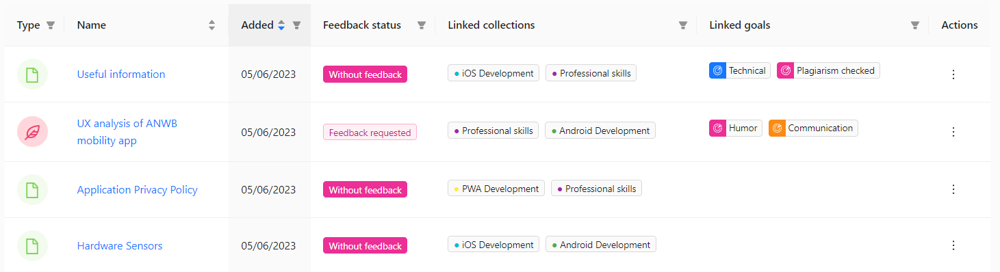 Type Name Added Feedback status Linked collections Linked goals Actions
Useful information 05/06/2023 Without feedback iOS Development Professional skills Technical Plagiarism checked
UX analysis of ANWB
mobility app 05/06/2023 Feedback requested Professional skills Android Development Humor Communication
Application Privacy Policy 05/06/2023 Without feedback PWA Development Professional skills
Hardware Sensors 05/06/2023 Without feedback iOS Development Android Development